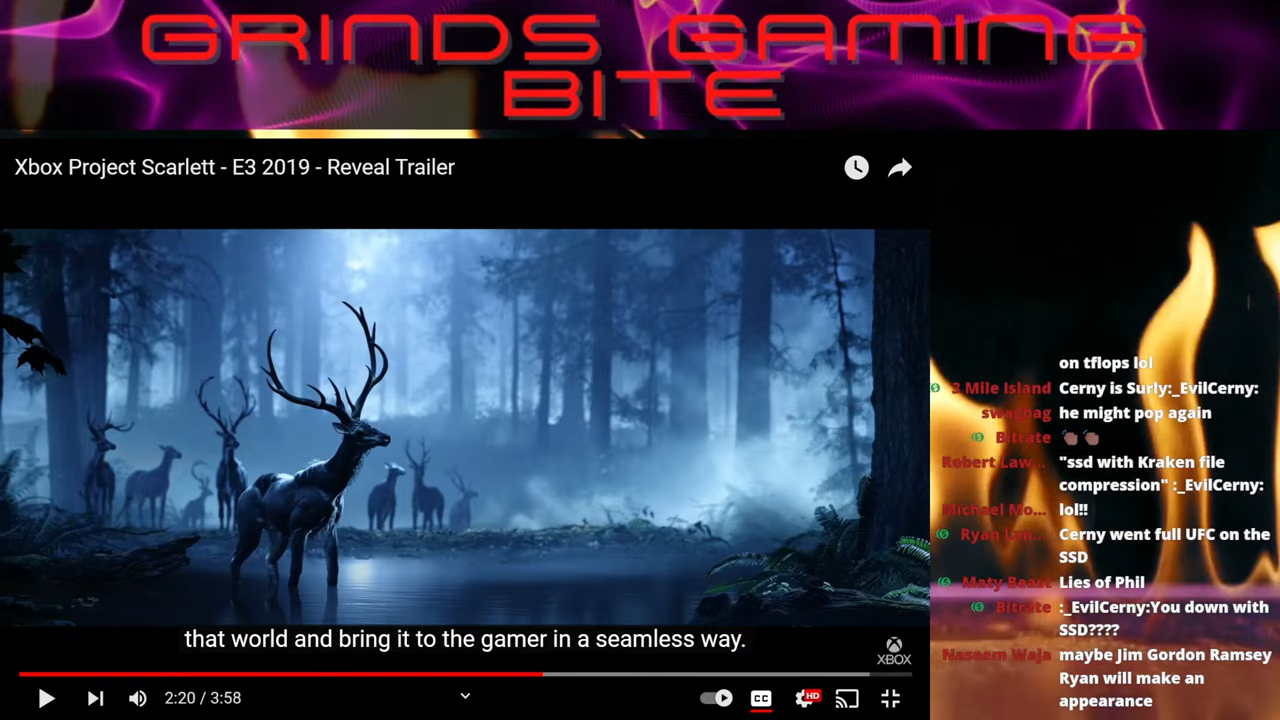 GRINDS GAMING
BITE
Xbox Project Scarlett - E3 2019 - Reveal Trailer
that world and bring it to the gamer in a seamless way.
XBOX
2:20 / 3:58
CC
HD
on tflops lol
3 Mile Island Cerny is Surly:_EvilCerny:
swagbag he might pop again
Bitrate
Robert Law... "ssd with Kraken file
compression" :_EvilCerny:
Michael Mo... lol!!
Ryan Lan... Cerny went full UFC on the
SSD
Maty Beast Lies of Phil
Bitrate :_EvilCerny:You down with
SSD????
Naseem Waja maybe Jim Gordon Ramsey
Ryan will make an
appearance